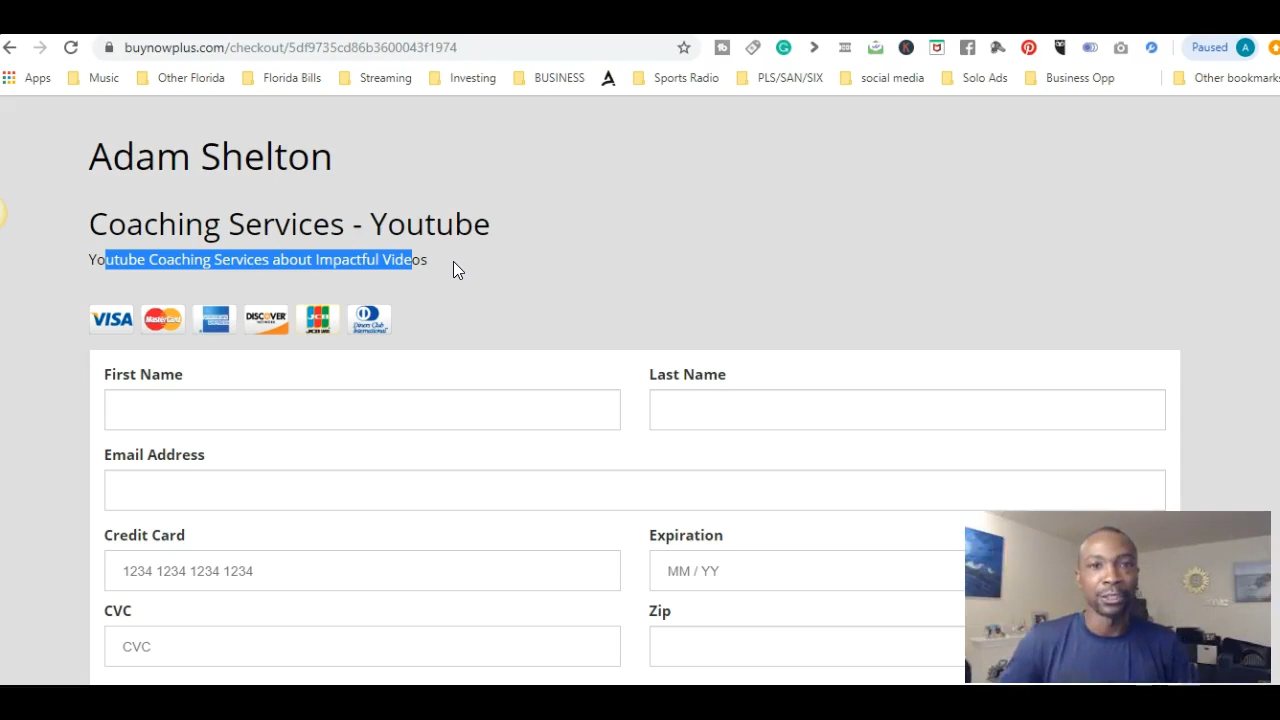 buynowplus.com/checkout/5df9735cd86b3600043f1974
Paused A
Apps Music Other Florida Florida Bills Streaming Investing BUSINESS Sports Radio PLS/SAN/SIX social media Solo Ads Business Opp Other bookmarks
Adam Shelton
Coaching Services - Youtube
Youtube Coaching Services about Impactful Videos
VISA MasterCard DISCOVER JCB Diners Club International
First Name Last Name
Email Address
Credit Card Expiration
1234 1234 1234 1234 MM / YY
CVC Zip
CVC